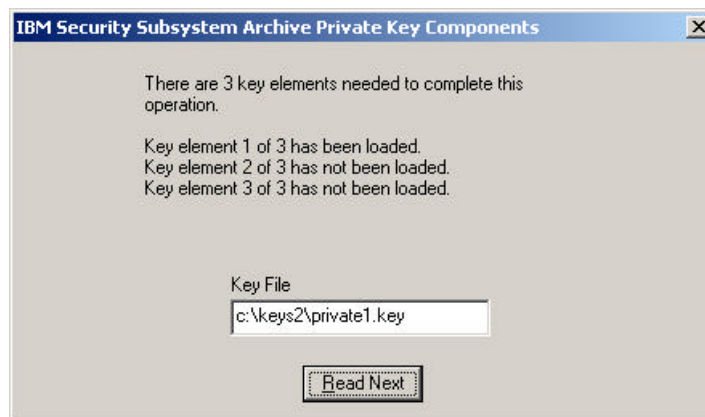 IBM Security Subsystem Archive Private Key Components
There are 3 key elements needed to complete this
operation.
Key element 1 of 3 has been loaded.
Key element 2 of 3 has not been loaded.
Key element 3 of 3 has not been loaded.
Key File
c:\keys2\private1.key
Read Next